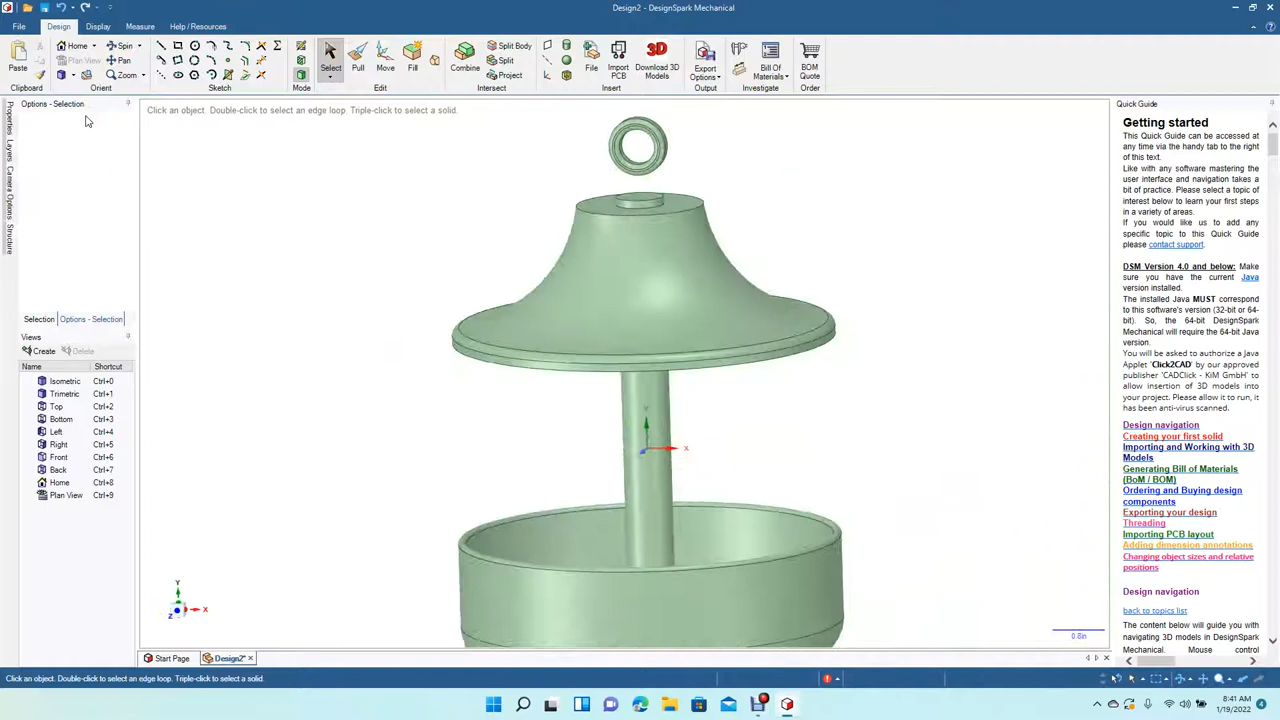 Design2 - DesignSpark Mechanical
File Design Display Measure Help / Resources
Home Spin Split Body
Plan View Pan Split
Zoom Project
Paste Select Pull Move Fill Combine File Import PCB Download 3D Models Export Options Bill Of Materials BOM Quote
Clipboard Orient Sketch Mode Edit Intersect Insert Output Investigate Order
Options - Selection
Click an object. Double-click to select an edge loop. Triple-click to select a solid.
Properties
Layers
Camera Options
Structure
Selection Options - Selection
Views
Create Delete
Name Shortcut
Isometric Ctrl+0
Trimetric Ctrl+1
Top Ctrl+2
Bottom Ctrl+3
Left Ctrl+4
Right Ctrl+5
Front Ctrl+6
Back Ctrl+7
Home Ctrl+8
Plan View Ctrl+9
3D
Y
X
Y
X
Z
0.8in
Quick Guide
Getting started
This Quick Guide can be accessed at
any time via the handy tab to the right
of this text.
Like with any software mastering the
user interface and navigation takes a
bit of practice. Please select a topic of
interest below to learn your first steps
in a variety of areas.
If you would like us to add any
specific topic to this Quick Guide
please contact support.
DSM Version 4.0 and below: Make
sure you have the current Java
version installed.
The installed Java MUST correspond
to this software's version (32-bit or 64-
bit). So, the 64-bit DesignSpark
Mechanical will require the 64-bit Java
version.
You will be asked to authorize a Java
Applet 'Click2CAD' by our approved
publisher 'CADClick - KiM GmbH' to
allow insertion of 3D models into
your project. Please allow it to run, it
has been anti-virus scanned.
Design navigation
Creating your first solid
Importing and Working with 3D
Models
Generating Bill of Materials
(BoM / BOM)
Ordering and Buying design
components
Exporting your design
Threading
Importing PCB layout
Adding dimension annotations
Changing object sizes and relative
positions
Design navigation
back to topics list
The content below will guide you with
navigating 3D models in DesignSpark
Mechanical. Mouse control
Start Page Design2*
Click an object. Double-click to select an edge loop. Triple-click to select a solid.
8:41 AM
1/19/2022